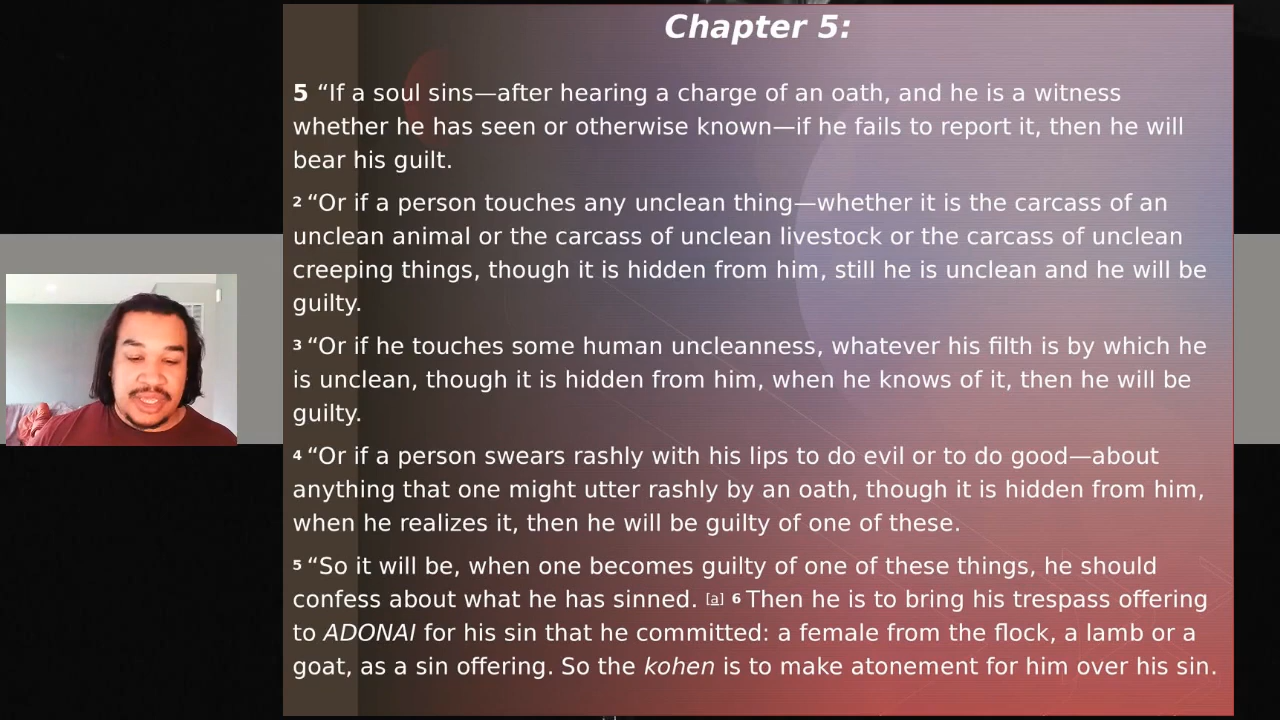 Chapter 5:
5 “If a soul sins—after hearing a charge of an oath, and he is a witness
whether he has seen or otherwise known—if he fails to report it, then he will
bear his guilt.
2 “Or if a person touches any unclean thing—whether it is the carcass of an
unclean animal or the carcass of unclean livestock or the carcass of unclean
creeping things, though it is hidden from him, still he is unclean and he will be
guilty.
3 “Or if he touches some human uncleanness, whatever his filth is by which he
is unclean, though it is hidden from him, when he knows of it, then he will be
guilty.
4 “Or if a person swears rashly with his lips to do evil or to do good—about
anything that one might utter rashly by an oath, though it is hidden from him,
when he realizes it, then he will be guilty of one of these.
5 “So it will be, when one becomes guilty of one of these things, he should
confess about what he has sinned. [a] 6 Then he is to bring his trespass offering
to ADONAI for his sin that he committed: a female from the flock, a lamb or a
goat, as a sin offering. So the kohen is to make atonement for him over his sin.